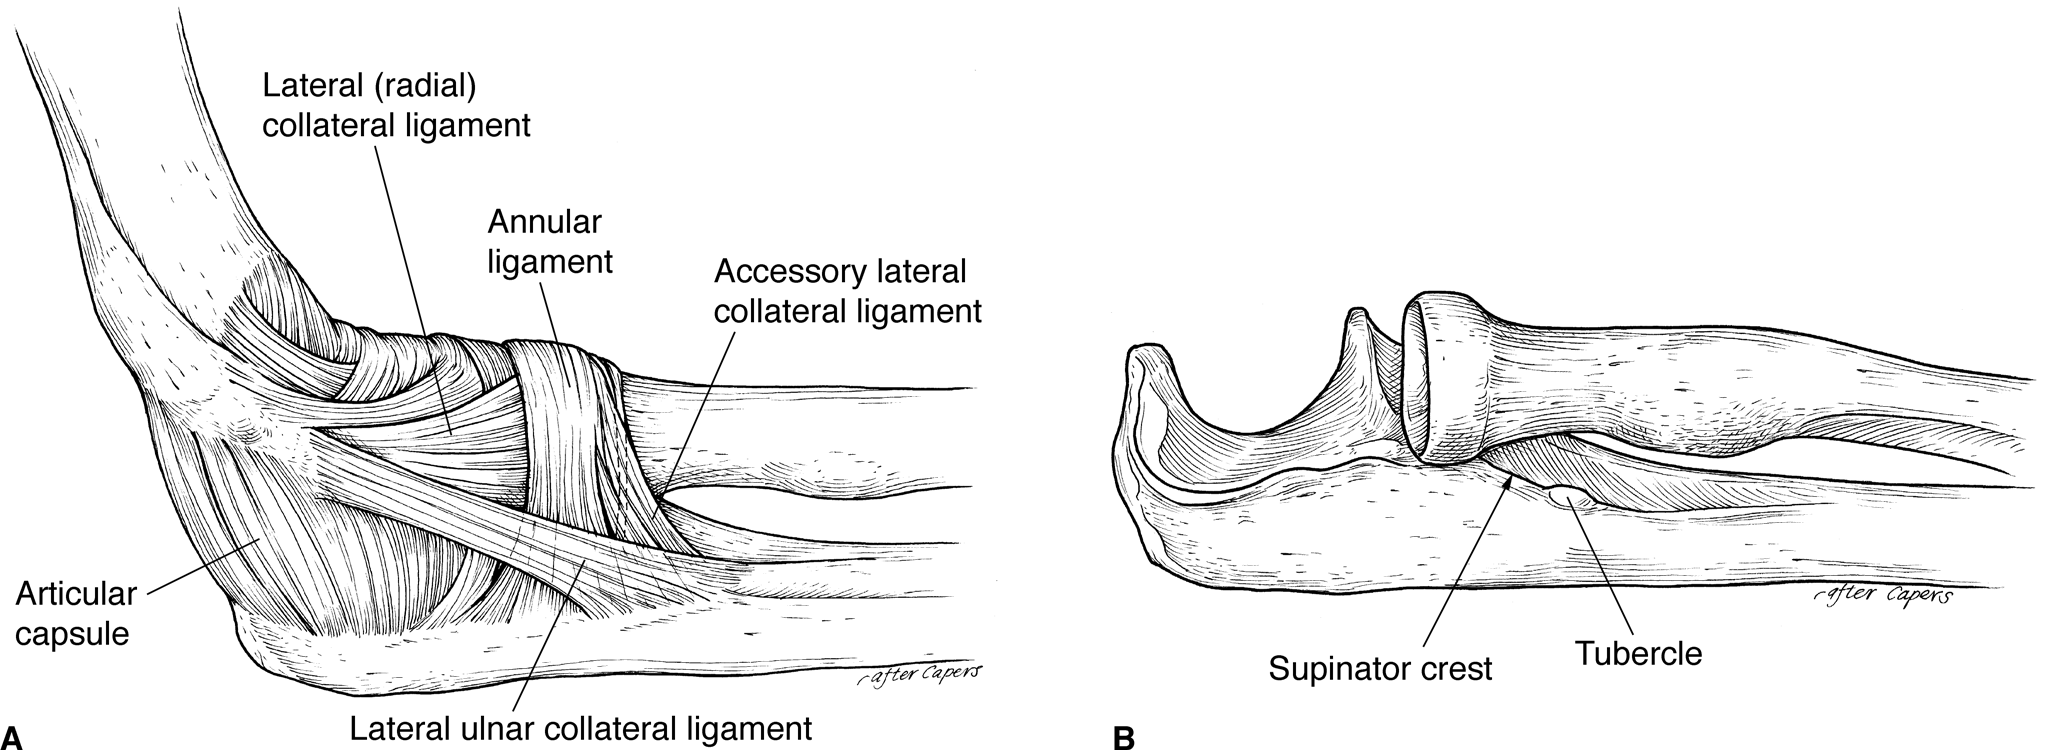 Lateral (radial)
collateral ligament
Annular
ligament
Accessory lateral
collateral ligament
Articular
capsule
Lateral ulnar collateral ligament
after Capers
A
Supinator crest
Tubercle
after Capers
B